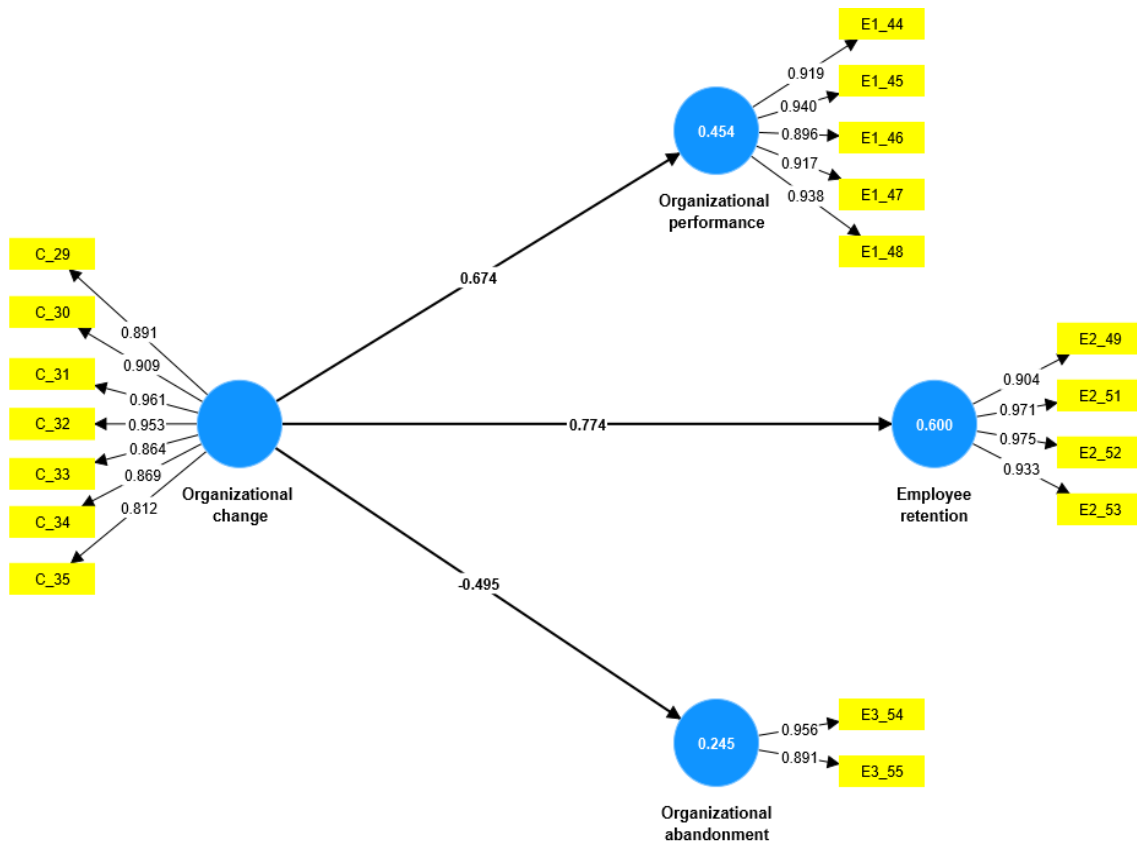 E1_44
0.919
E1_45
0.940
0.454
0.896
E1_46
0.917
E1_47
0.938
Organizational
performance
E1_48
C_29
0.674
C_30
0.891
0.909
C_31
0.961
C_32
0.953
0.864
C_33
0.869
C_34
0.812
C_35
Organizational
change
0.774
E2_49
0.904
E2_51
0.971
0.600
0.975
E2_52
0.933
E2_53
Employee
retention
-0.495
E3_54
0.956
0.245
0.891
E3_55
Organizational
abandonment